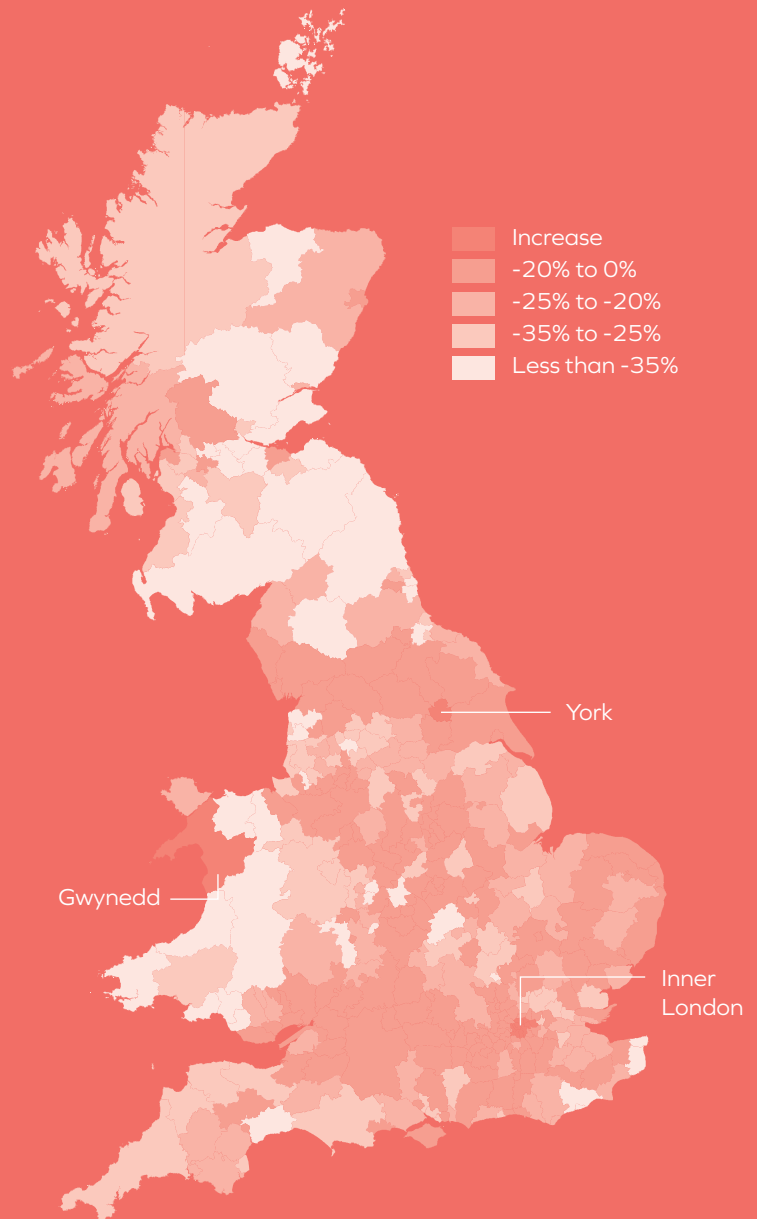 Increase
-20% to 0%
-25% to -20%
-35% to -25%
Less than -35%
York
Gwynedd
Inner
London